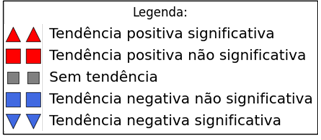 Legenda:
Tendência positiva significativa
Tendência positiva não significativa
Sem tendência
Tendência negativa não significativa
Tendência negativa significativa